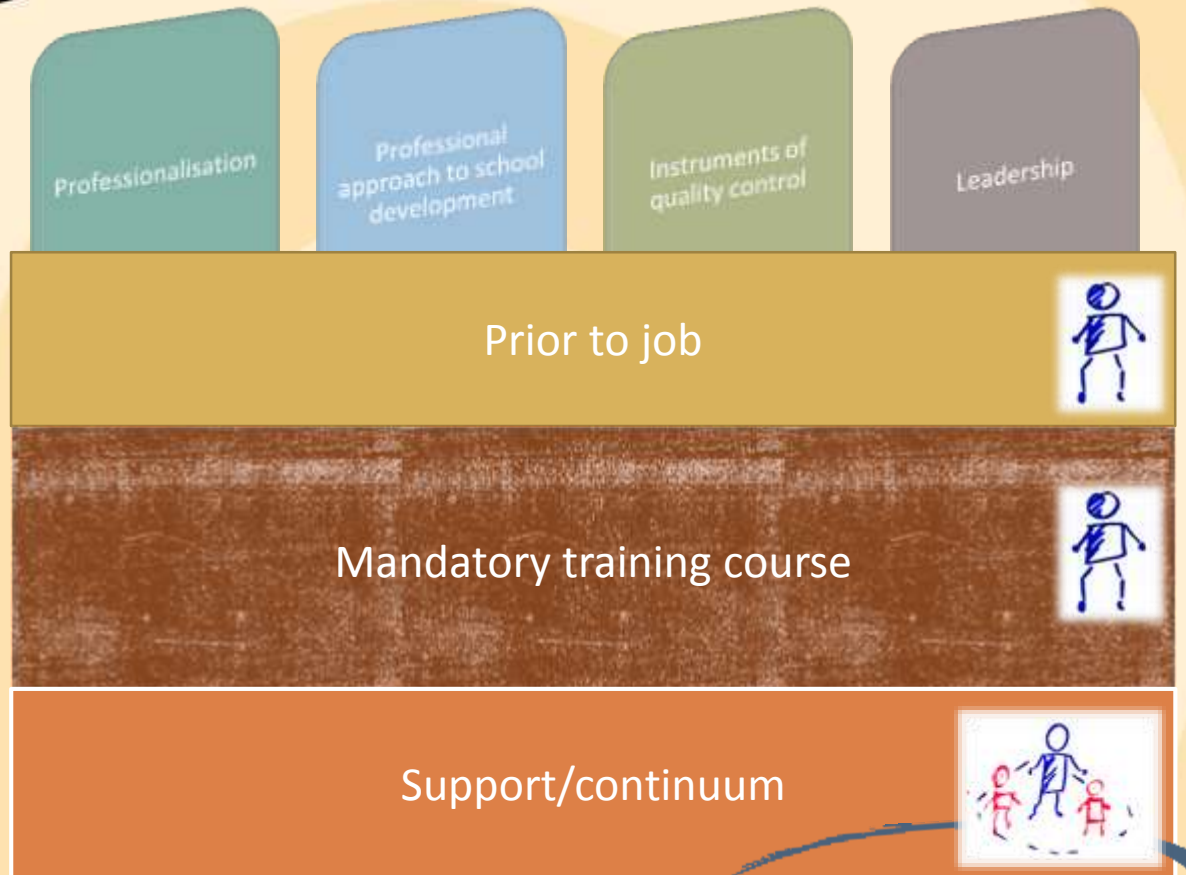 Professionalisation
Professional
approach to school
development
Instruments of
quality control
Leadership
Prior to job
Mandatory training course
Support/continuum